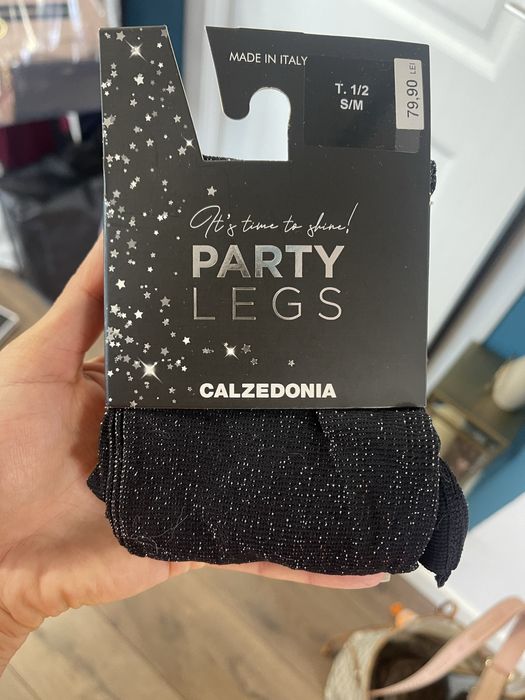 MADE IN ITALY
T. 1/2
S/M
79,90 LEI
It's time to shine!
PARTY
LEGS
CALZEDONIA